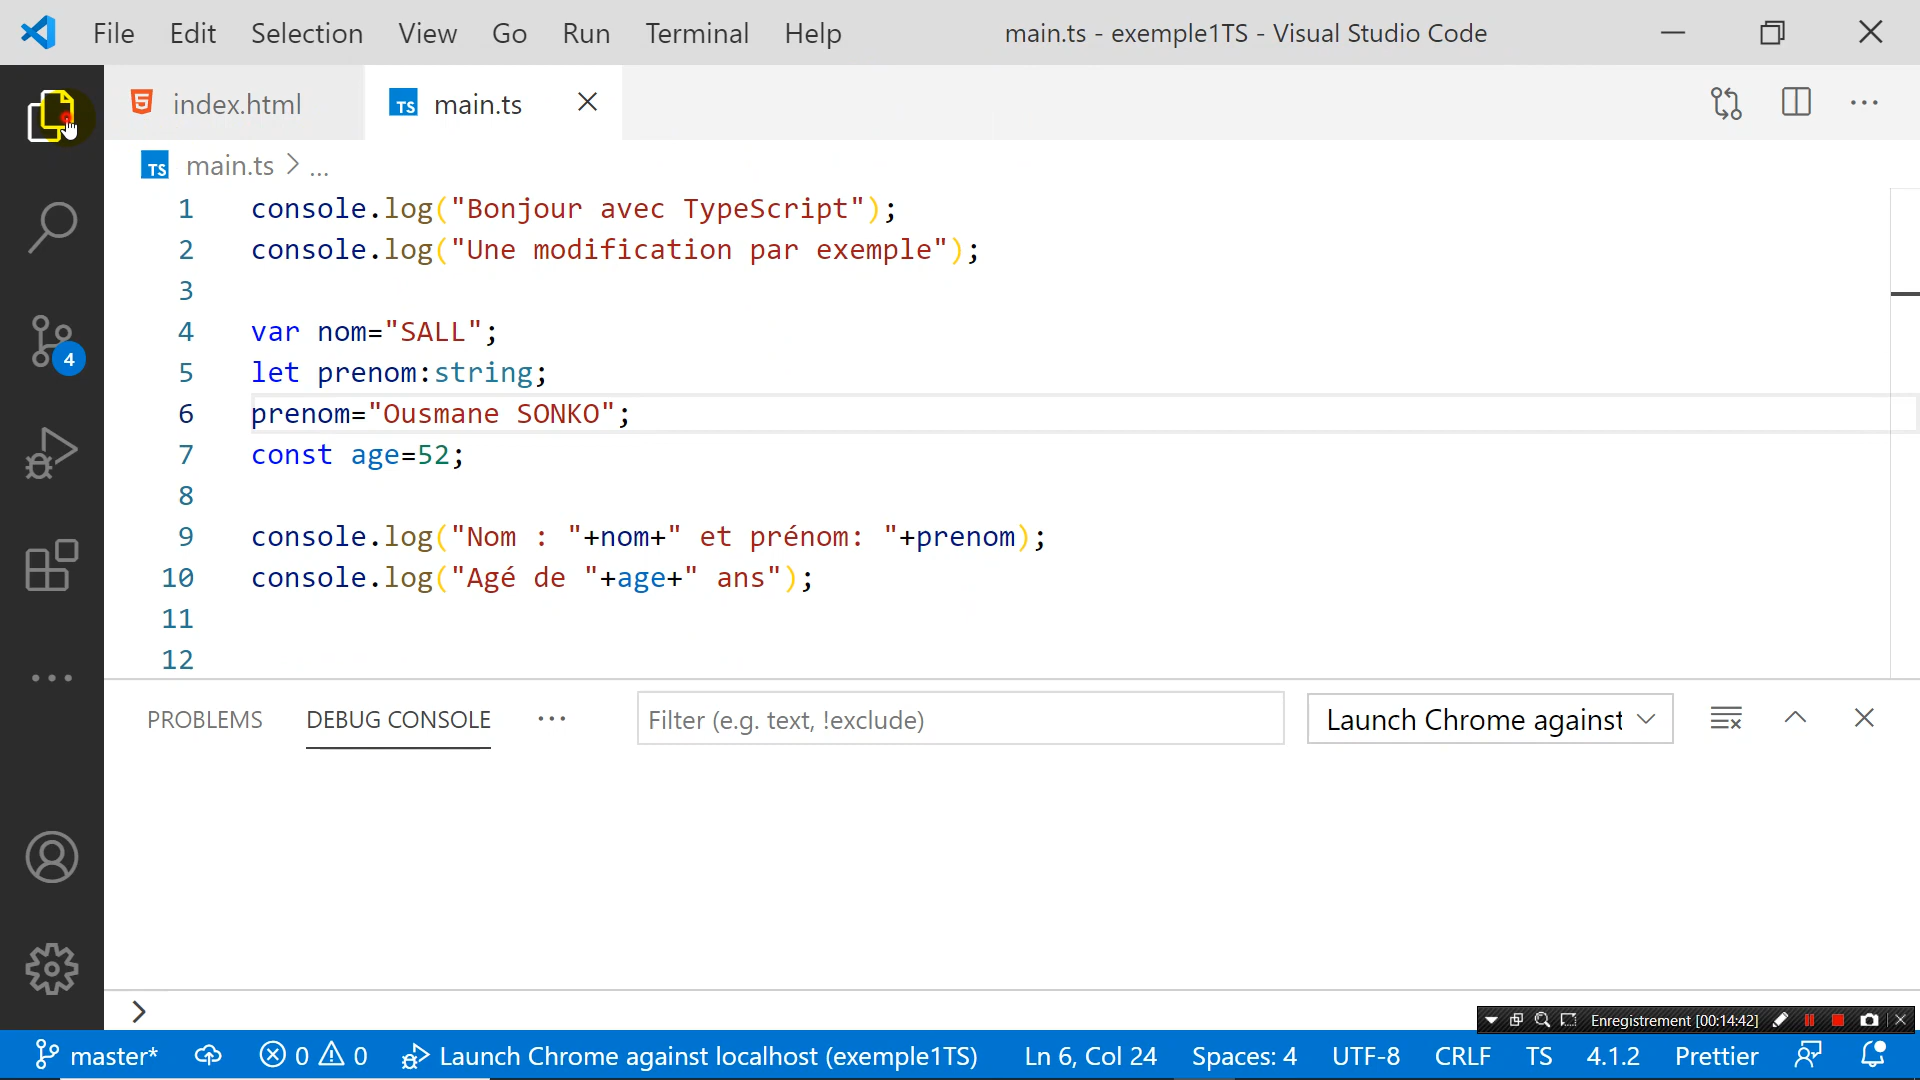 File Edit Selection View Go Run Terminal Help main.ts - exemple1TS - Visual Studio Code
index.html TS main.ts
TS main.ts > ...
1 console.log("Bonjour avec TypeScript");
2 console.log("Une modification par exemple");
3
4 var nom="SALL";
5 let prenom:string;
6 prenom="Ousmane SONKO";
7 const age=52;
8
9 console.log("Nom : "+nom+" et prénom: "+prenom);
10 console.log("Agé de "+age+" ans");
11
12
4
PROBLEMS DEBUG CONSOLE ... Filter (e.g. text, !exclude) Launch Chrome against
>
Enregistrement [00:14:42]
master* 0 0 Launch Chrome against localhost (exemple1TS) Ln 6, Col 24 Spaces: 4 UTF-8 CRLF TS 4.1.2 Prettier